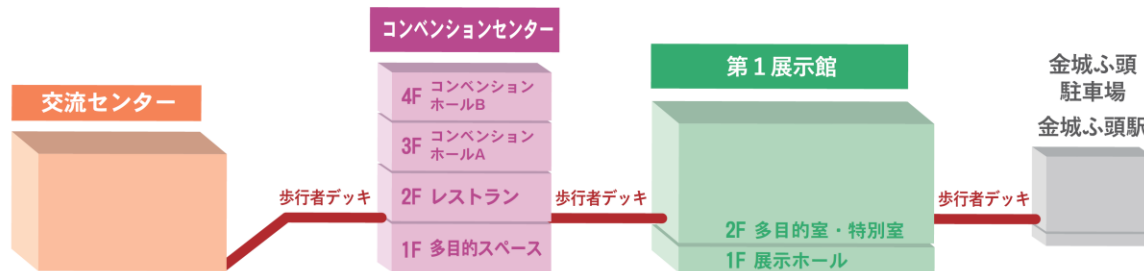 交流センター
歩行者デッキ
コンベンションセンター
4F コンベンション
ホールB
3F コンベンション
ホールA
2F レストラン
1F 多目的スペース
歩行者デッキ
第1展示館
2F 多目的室・特別室
1F 展示ホール
歩行者デッキ
金城ふ頭
駐車場
金城ふ頭駅